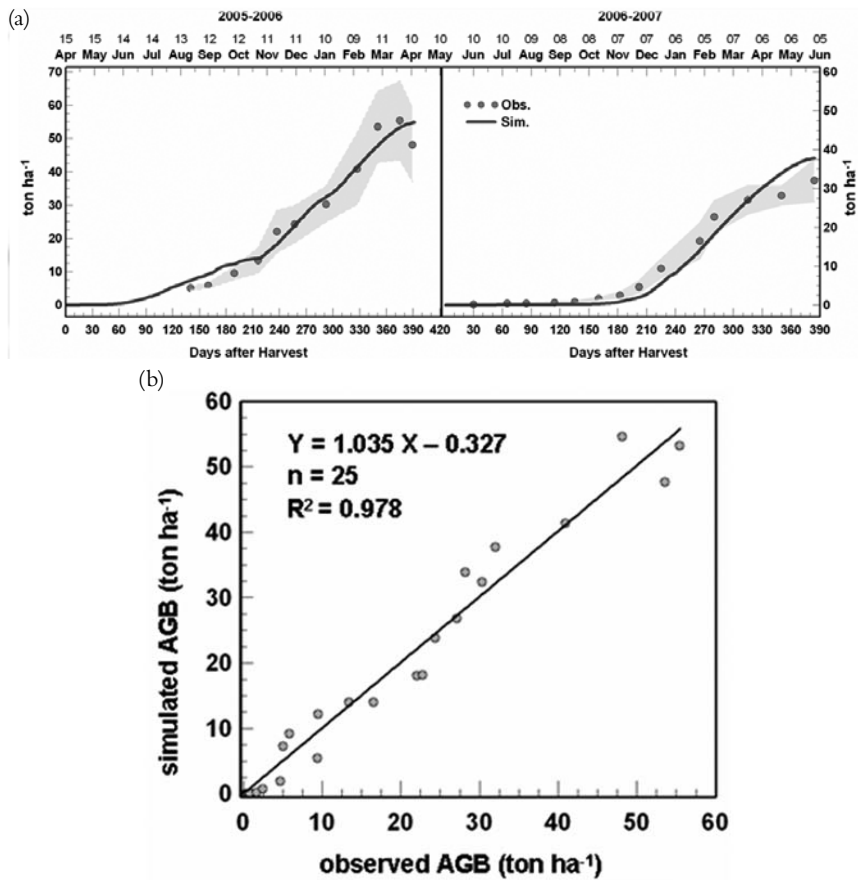 (a)
2005-2006 2006-2007
15 15 14 14 13 12 12 11 11 10 09 11 10 10 10 10 09 09 08 08 07 07 06 05 07 06 06 05
Apr May Jun Jul Aug Sep Oct Nov Dec Jan Feb Mar Apr May Jun Jul Aug Sep Oct Nov Dec Jan Feb Mar Apr May Jun
70 60
60 50
50 40
40 30
30 20
20 10
10 0
0
ton ha-1
ton ha-1
Obs.
Sim.
0 30 60 90 120 150 180 210 240 270 300 330 360 390 420 30 60 90 120 150 180 210 240 270 300 330 360 390
Days after Harvest Days after Harvest
(b)
60
50
40
30
20
10
0
simulated AGB (ton ha-1)
Y = 1.035 X – 0.327
n = 25
R2 = 0.978
0 10 20 30 40 50 60
observed AGB (ton ha-1)